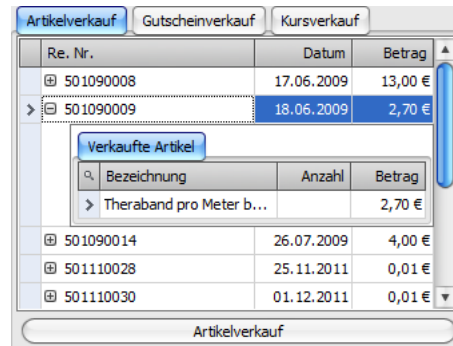 Artikelverkauf Gutscheinverkauf Kursverkauf
Re. Nr. Datum Betrag
501090008 17.06.2009 13,00 €
501090009 18.06.2009 2,70 €
Verkaufte Artikel
Bezeichnung Anzahl Betrag
Theraband pro Meter b... 2,70 €
501090014 26.07.2009 4,00 €
501110028 25.11.2011 0,01 €
501110030 01.12.2011 0,01 €
Artikelverkauf